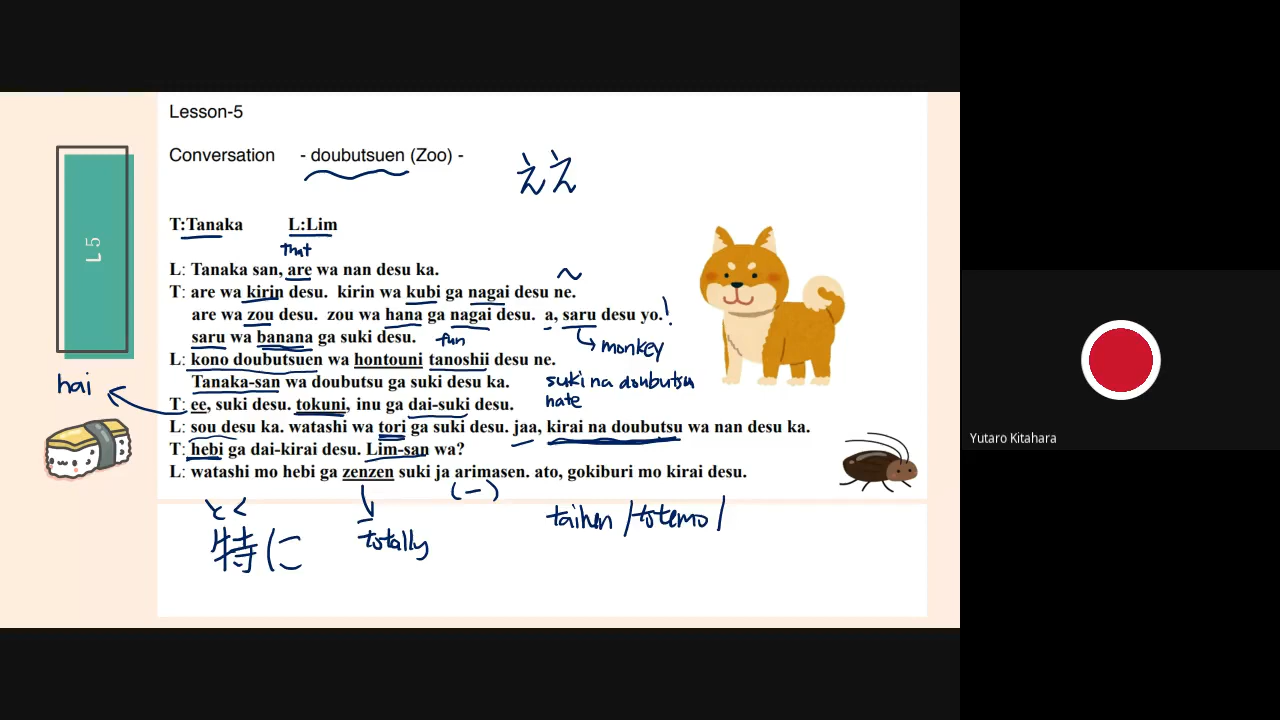 Lesson-5
Conversation - doubutsuen (Zoo) -
ええ
T:Tanaka L:Lim
that
L: Tanaka san, are wa nan desu ka.
~
T: are wa kirin desu. kirin wa kubi ga nagai desu ne.
are wa zou desu. zou wa hana ga nagai desu. a, saru desu yo.!
saru wa banana ga suki desu.
fun
monkey
L: kono doubutsuen wa hontouni tanoshii desu ne.
Tanaka-san wa doubutsu ga suki desu ka.
suki na doubutsu
hate
hai
T: ee, suki desu. tokuni, inu ga dai-suki desu.
L: sou desu ka. watashi wa tori ga suki desu. jaa, kirai na doubutsu wa nan desu ka.
T: hebi ga dai-kirai desu. Lim-san wa?
L: watashi mo hebi ga zenzen suki ja arimasen. ato, gokiburi mo kirai desu.
(-)
とく
特に
totally
taihen / totemo /
L 5
Yutaro Kitahara